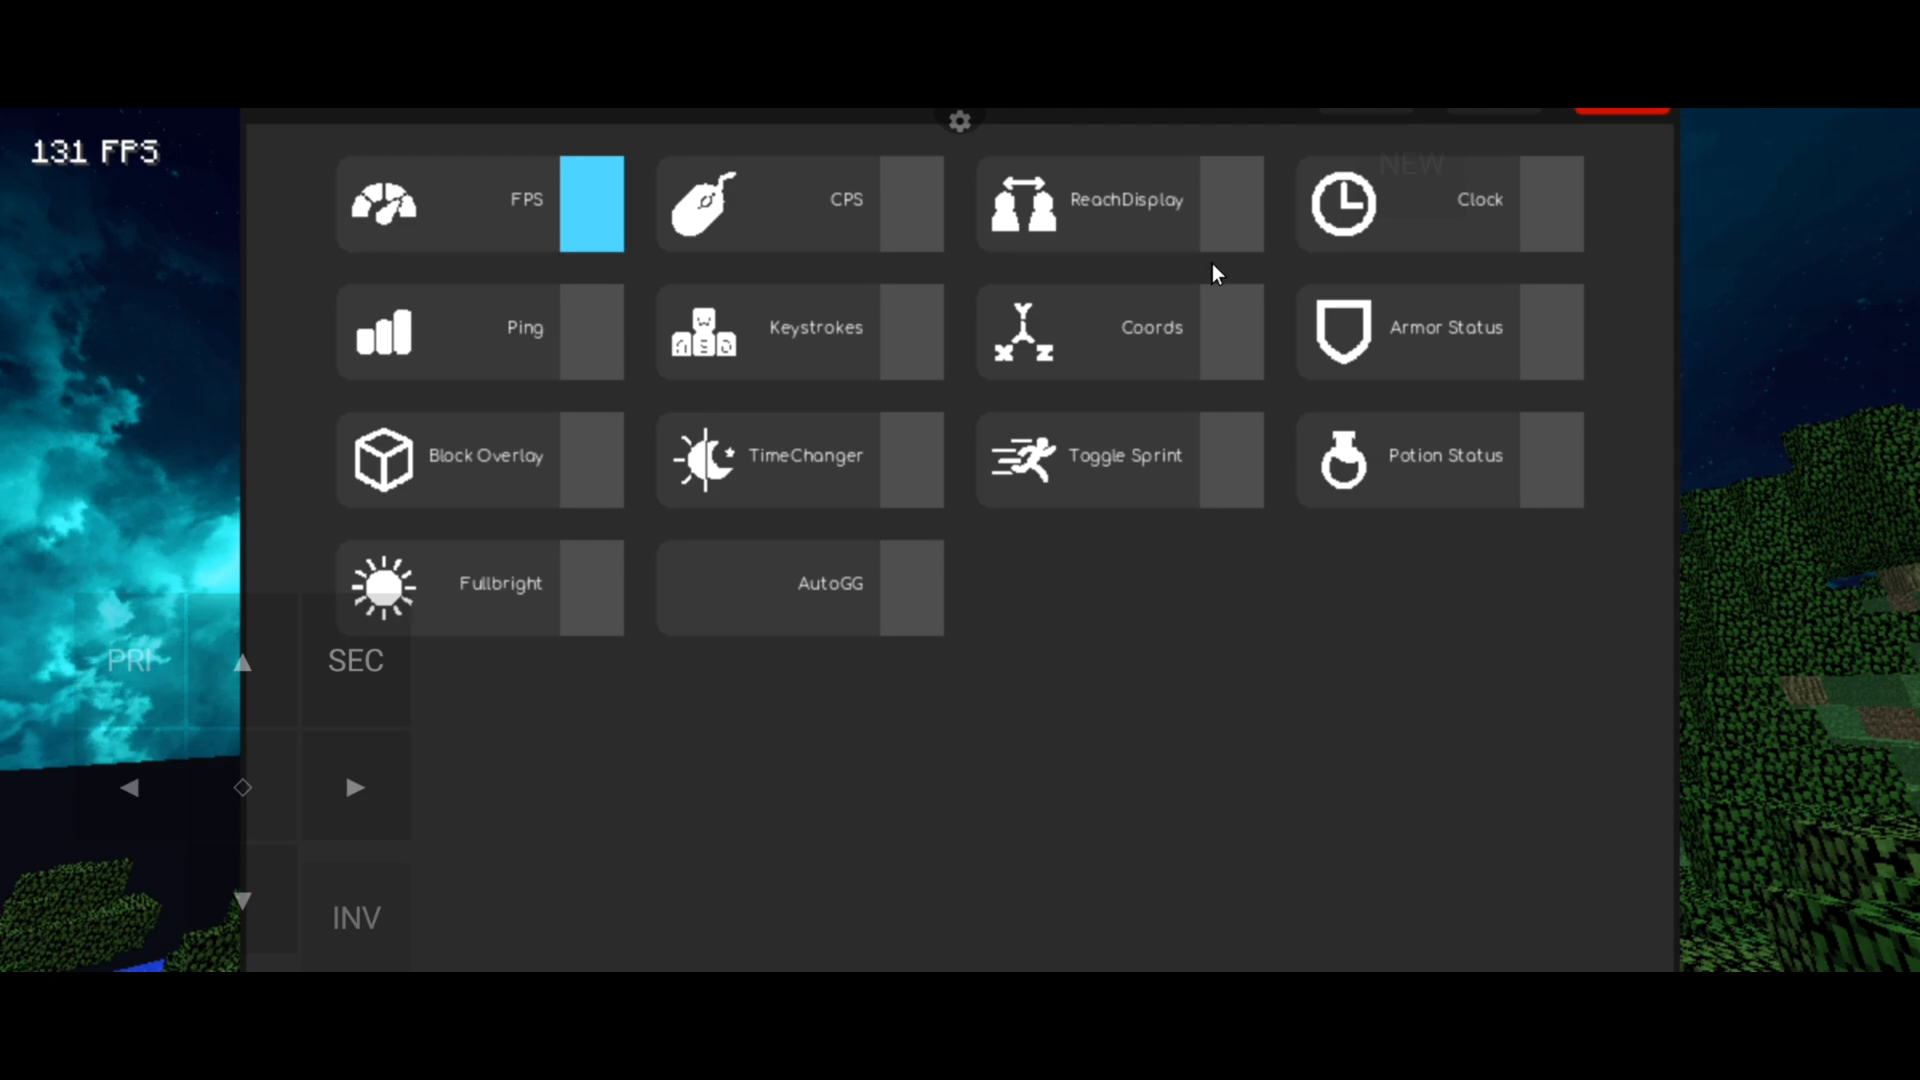 131 FPS
NEW
FPS
CPS
ReachDisplay
Clock
Ping
W
A S D
Keystrokes
Y
X Z
Coords
Armor Status
Block Overlay
TimeChanger
Toggle Sprint
Potion Status
Fullbright
AutoGG
PRI
SEC
INV